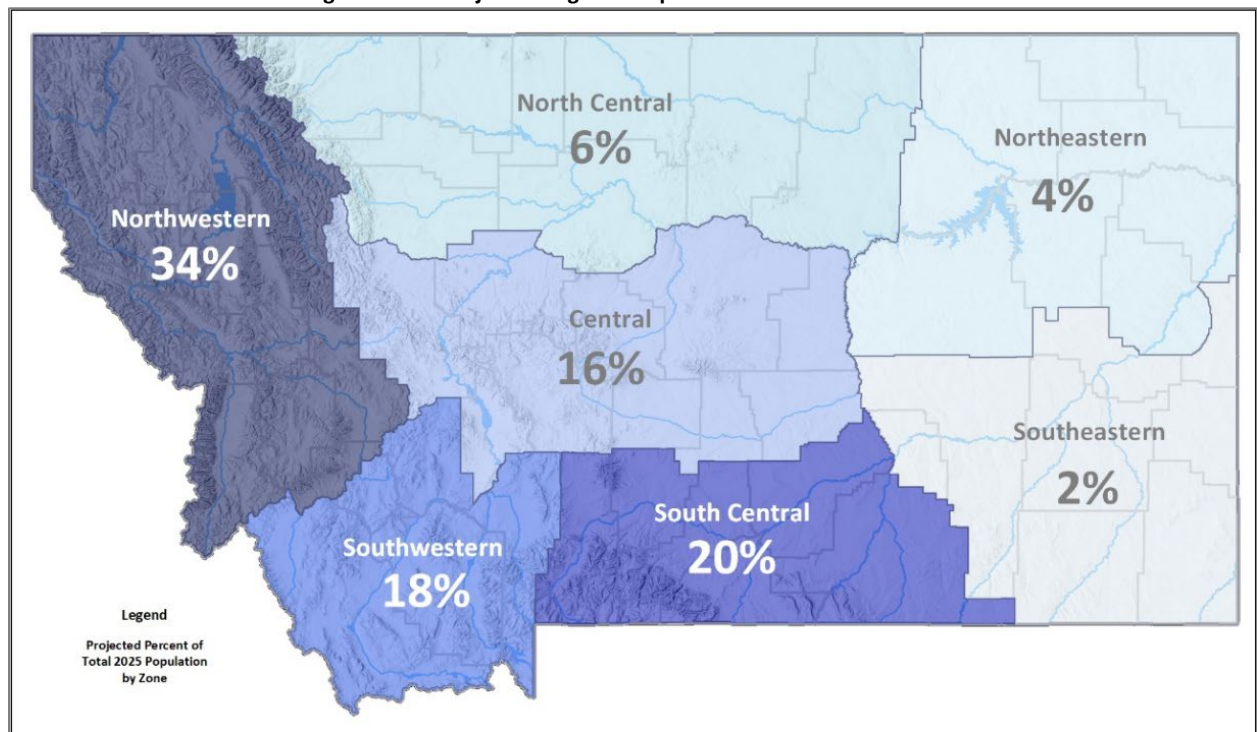 North Central
6%
Northeastern
4%
Northwestern
34%
Central
16%
Southeastern
2%
South Central
20%
Southwestern
18%
Legend
Projected Percent of
Total 2025 Population
by Zone